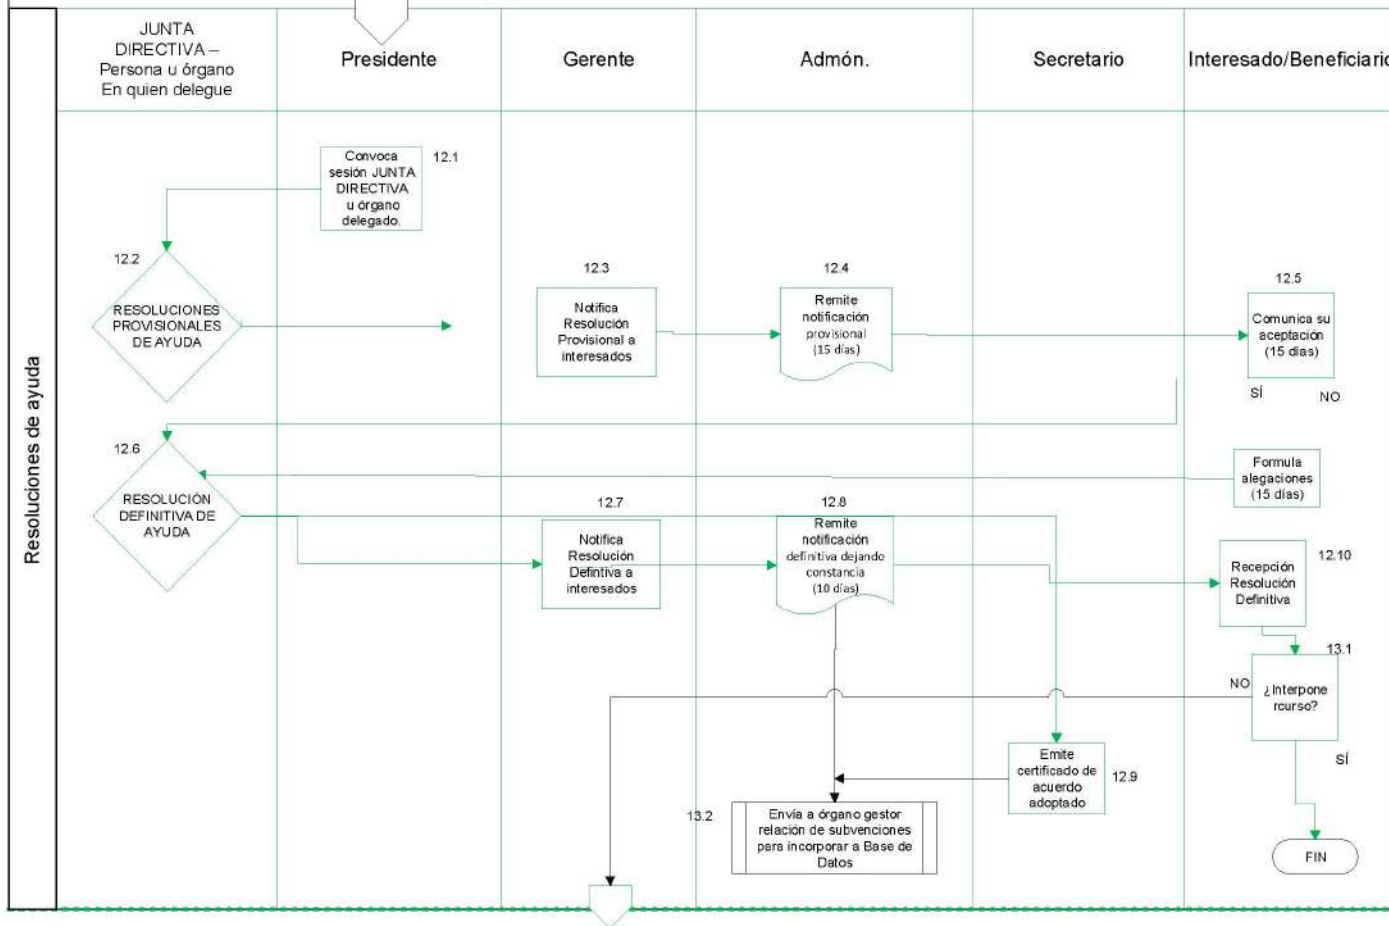 JUNTA
DIRECTIVA –
Persona u órgano
En quien delegue
Presidente
Gerente
Admón.
Secretario
Interesado/Beneficiario
Resoluciones de ayuda
Convoca
sesión JUNTA
DIRECTIVA
u órgano
delegado.
12.1
12.2
RESOLUCIONES
PROVISIONALES
DE AYUDA
12.3
Notifica
Resolución
Provisional a
interesados
12.4
Remite
notificación
provisional
(15 días)
12.5
Comunica su
aceptación
(15 días)
SÍ
NO
12.6
RESOLUCIÓN
DEFINITIVA DE
AYUDA
Formula
alegaciones
(15 días)
12.7
Notifica
Resolución
Defintiva a
interesados
12.8
Remite
notificación
definitiva dejando
constancia
(10 días)
12.10
Recepción
Resolución
Definitiva
13.1
NO
¿Interpone
rcurso?
SÍ
Emite
certificado de
acuerdo
adoptado
12.9
13.2
Envía a órgano gestor
relación de subvenciones
para incorporar a Base de
Datos
FIN